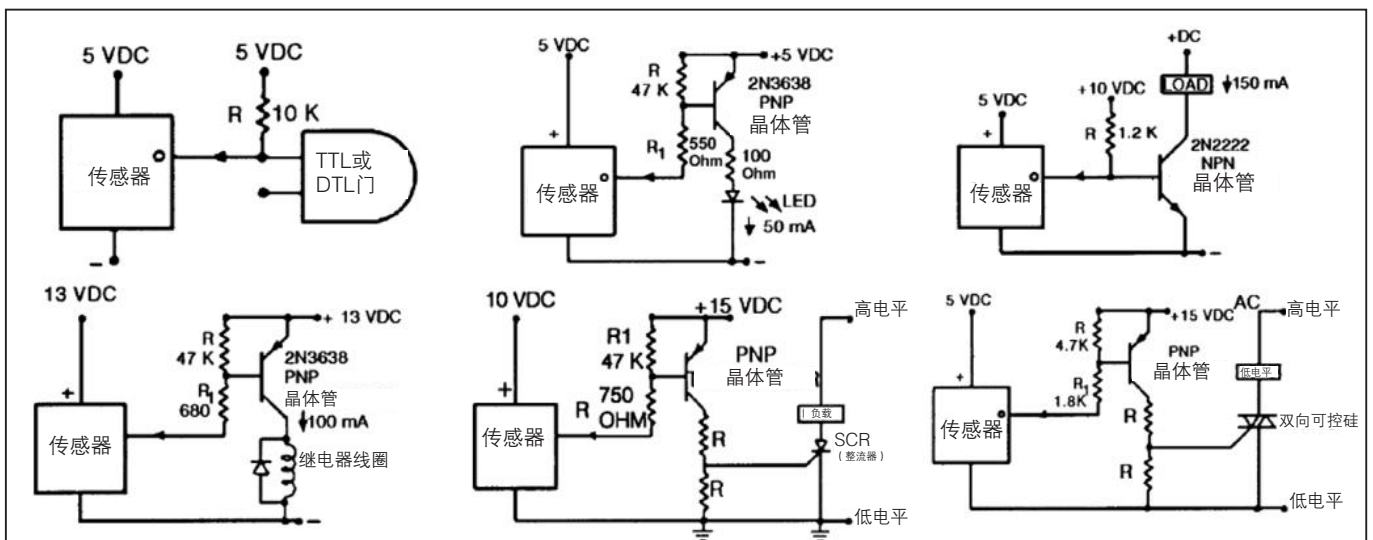 5 VDC
5 VDC
R
10 K
传感器
TTL或
DTL门
–
5 VDC
+5 VDC
R
47 K
2N3638
PNP
晶体管
+
R1
550
Ohm
100
Ohm
传感器
LED
50 mA
–
+DC
LOAD
150 mA
+10 VDC
5 VDC
+
R
1.2 K
2N2222
NPN
晶体管
传感器
–
13 VDC
+ 13 VDC
R
47 K
2N3638
PNP
晶体管
+
R1
680
100 mA
传感器
继电器线圈
–
10 VDC
+15 VDC
高电平
R1
47 K
PNP
晶体管
+
750
OHM
R
负载
传感器
R
SCR
(整流器)
R
低电平
5 VDC
+15 VDC
AC
高电平
R
4.7K
PNP
晶体管
低电平
+
R1
1.8K
传感器
R
双向可控硅
R
低电平